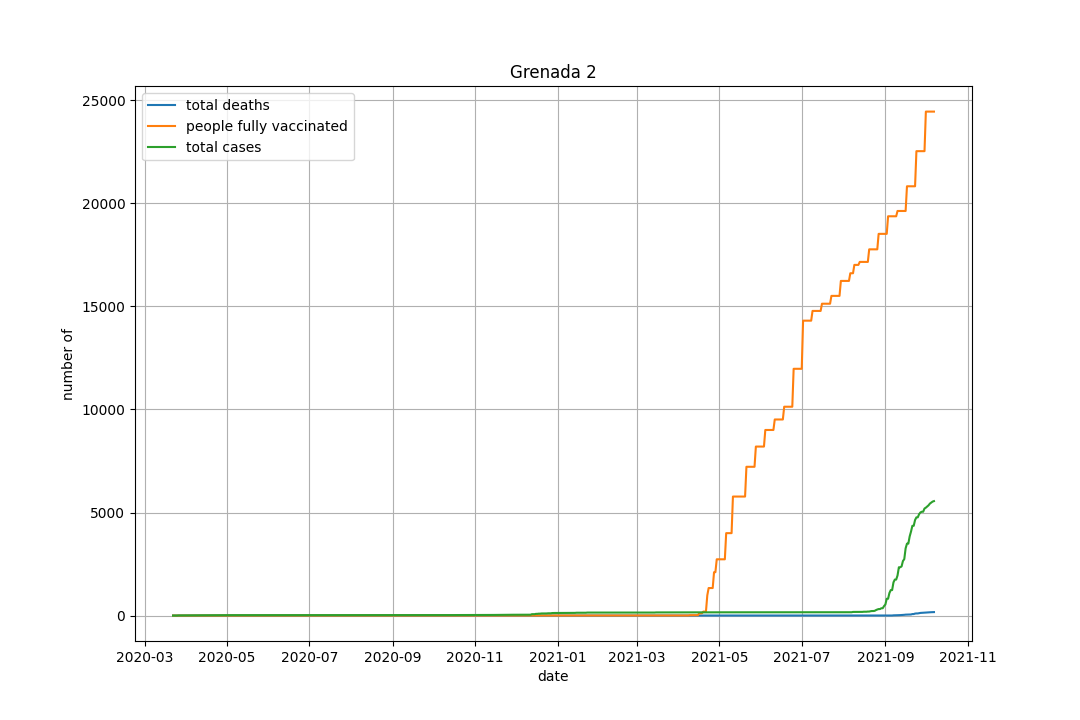 Grenada 2
total deaths
people fully vaccinated
total cases
number of
25000
20000
15000
10000
5000
0
2020-03 2020-05 2020-07 2020-09 2020-11 2021-01 2021-03 2021-05 2021-07 2021-09 2021-11
date